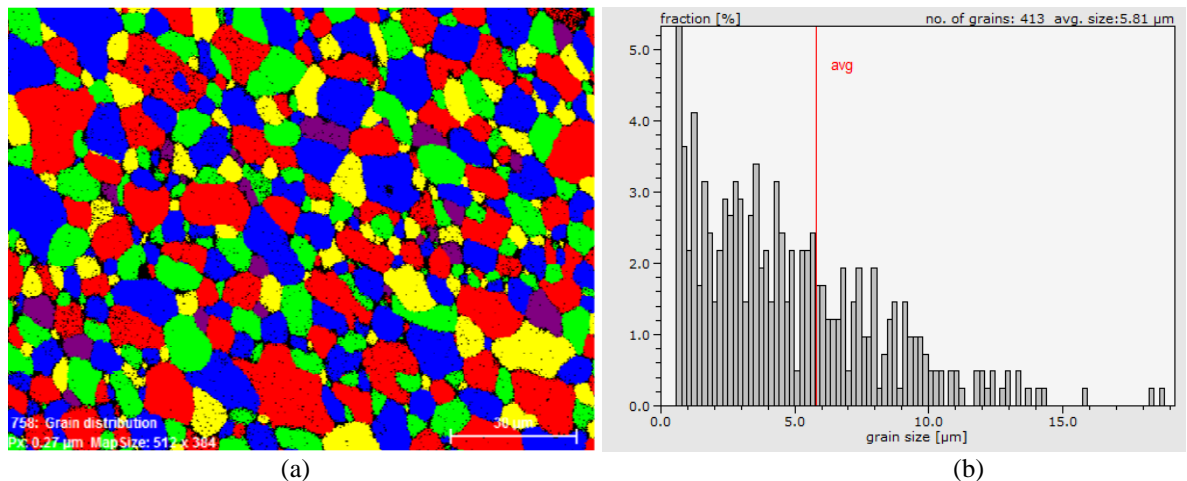 758: Grain distribution
Px: 0.27 µm MapSize: 512 x 384
30 µm
(a)
fraction [%]
no. of grains: 413 avg. size:5.81 µm
avg
5.0
4.0
3.0
2.0
1.0
0.0
0.0
5.0
10.0
15.0
grain size [µm]
(b)